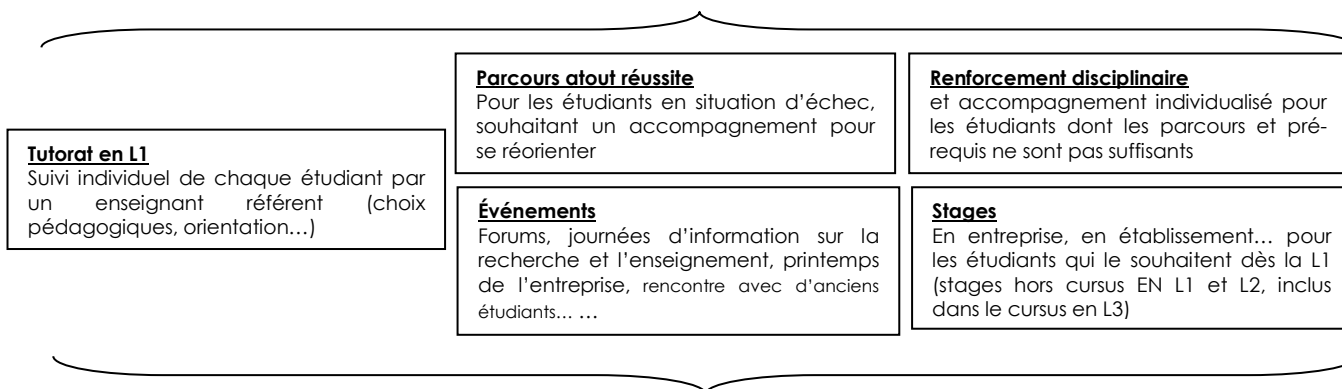 Parcours atout réussite
Pour les étudiants en situation d’échec,
souhaitant un accompagnement pour
se réorienter
Renforcement disciplinaire
et accompagnement individualisé pour
les étudiants dont les parcours et pré-
requis ne sont pas suffisants
Tutorat en L1
Suivi individuel de chaque étudiant par
un enseignant référent (choix
pédagogiques, orientation…)
Événements
Forums, journées d’information sur la
recherche et l’enseignement, printemps
de l’entreprise, rencontre avec d’anciens
étudiants… …
Stages
En entreprise, en établissement… pour
les étudiants qui le souhaitent dès la L1
(stages hors cursus EN L1 et L2, inclus
dans le cursus en L3)